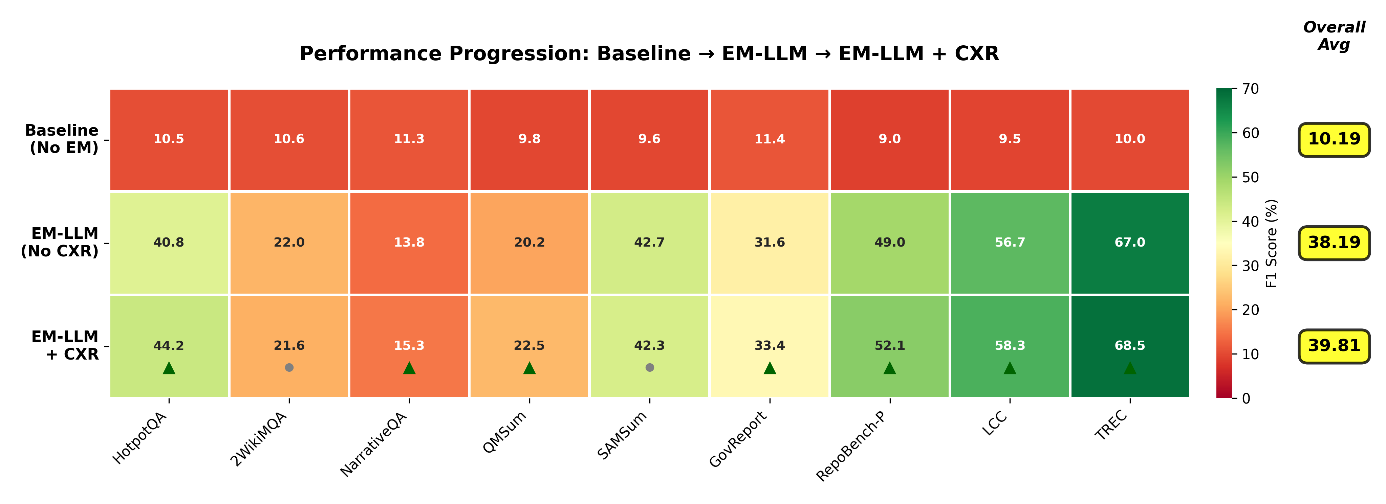 Overall
Avg
Performance Progression: Baseline → EM-LLM → EM-LLM + CXR
Baseline
(No EM)
10.5 10.6 11.3 9.8 9.6 11.4 9.0 9.5 10.0
10.19
EM-LLM
(No CXR)
40.8 22.0 13.8 20.2 42.7 31.6 49.0 56.7 67.0
38.19
EM-LLM
+ CXR
44.2 21.6 15.3 22.5 42.3 33.4 52.1 58.3 68.5
39.81
70
60
50
40
30
20
10
0
F1 Score (%)
HotpotQA
2WikiMQA
NarrativeQA
QMSum
SAMSum
GovReport
RepoBench-P
LCC
TREC